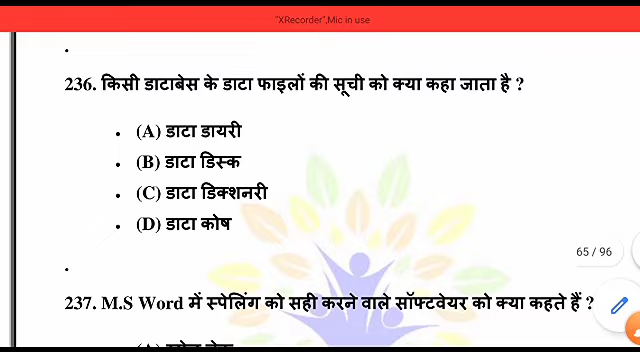 "XRecorder",Mic in use
236. किसी डाटाबेस के डाटा फाइलों की सूची को क्या कहा जाता है ?
(A) डाटा डायरी
(B) डाटा डिस्क
(C) डाटा डिक्शनरी
(D) डाटा कोष
65 / 96
237. M.S Word में स्पेलिंग को सही करने वाले सॉफ्टवेयर को क्या कहते हैं ?